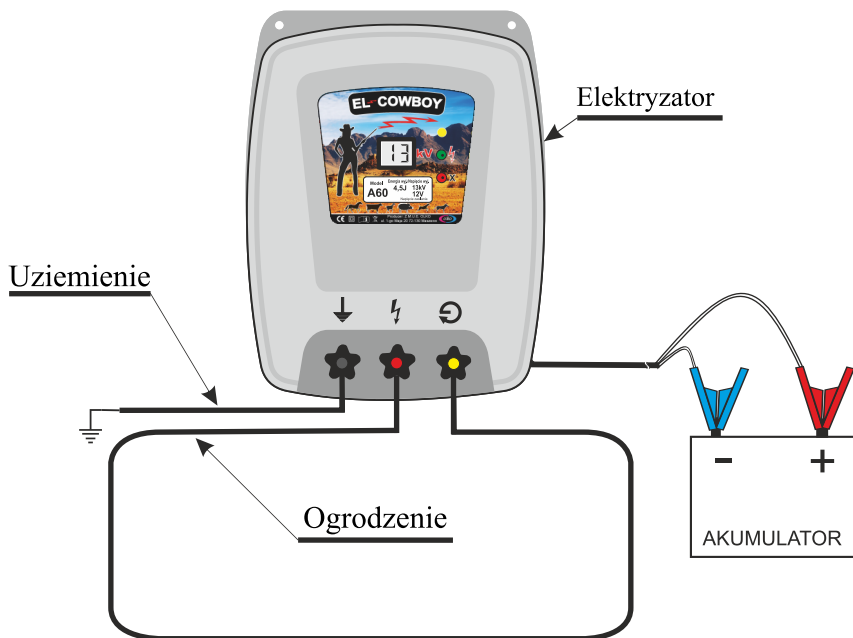 EL COWBOY
Elektryzator
13 kV
X
Model
A60
4,5J 13kV
12V
Uziemienie
Ogrodzenie
- +
AKUMULATOR